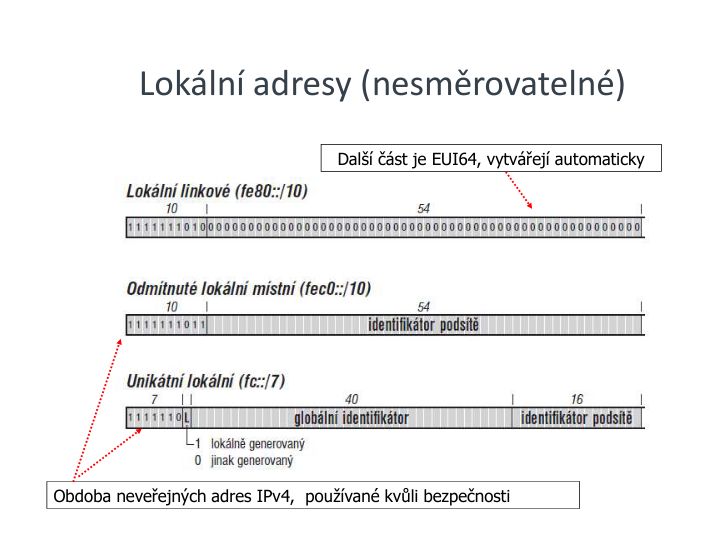 Lokální adresy (nesměrovatelné)
Další část je EUI64, vytvářejí automaticky
Lokální linkové (fe80::/10)
10 54
1111111010000000000000000000000000000000000000000000000000000000
Odmítnuté lokální místní (fec0::/10)
10 54
1111111011 identifikátor podsítě
Unikátní lokální (fc::/7)
7 40 16
1111110 L globální identifikátor identifikátor podsítě
1 lokálně generovaný
0 jinak generovaný
Obdoba neveřejných adres IPv4, používané kvůli bezpečnosti